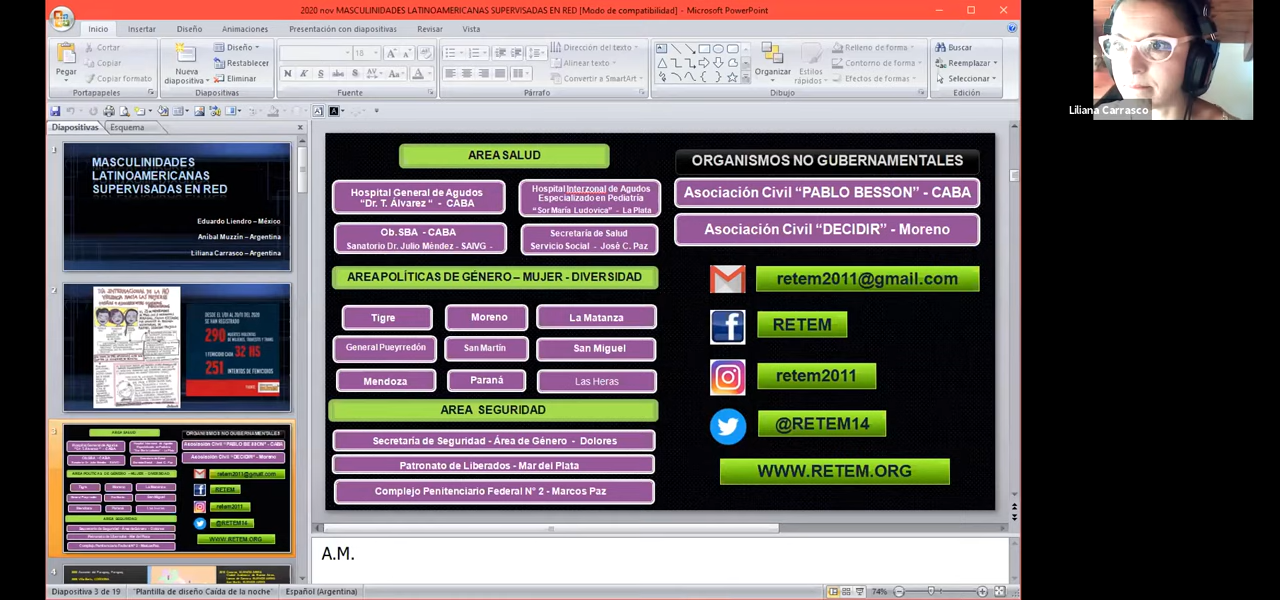 2020 nov MASCULINIDADES LATINOAMERICANAS SUPERVISADAS EN RED [Modo de compatibilidad] - Microsoft PowerPoint
Inicio Insertar Diseño Animaciones Presentación con diapositivas Revisar Vista
Pegar
Cortar
Copiar
Copiar formato
Portapapeles
Nueva
diapositiva
Diseño
Restablecer
Eliminar
Diapositivas
18
Fuente
Dirección del texto
Alinear texto
Convertir a SmartArt
Párrafo
Organizar
Estilos
rápidos
Relleno de forma
Contorno de forma
Efectos de formas
Dibujo
Buscar
Reemplazar
Seleccionar
Edición
Liliana Carrasco
Diapositivas Esquema
1
MASCULINIDADES
LATINOAMERICANAS
SUPERVISADAS EN RED
Eduardo Liendro – México
Aníbal Muzzín – Argentina
Liliana Carrasco – Argentina
2
290
32 HS
251 INTENTOS DE FEMICIDIOS
3
4
AREA SALUD
Hospital General de Agudos
"Dr. T. Álvarez" - CABA
Hospital Interzonal de Agudos
Especializado en Pediatría
"Sor María Ludovica" - La Plata
Ob.SBA - CABA
Sanatorio Dr. Julio Méndez - SAIVG -
Secretaría de Salud
Servicio Social - José C. Paz
AREA POLÍTICAS DE GÉNERO – MUJER - DIVERSIDAD
Tigre Moreno La Matanza
General Pueyrredón San Martín San Miguel
Mendoza Paraná Las Heras
AREA SEGURIDAD
Secretaría de Seguridad - Área de Género - Dolores
Patronato de Liberados - Mar del Plata
Complejo Penitenciario Federal N° 2 - Marcos Paz
ORGANISMOS NO GUBERNAMENTALES
Asociación Civil "PABLO BESSON" - CABA
Asociación Civil "DECIDIR" - Moreno
retem2011@gmail.com
RETEM
retem2011
@RETEM14
WWW.RETEM.ORG
A.M.
Diapositiva 3 de 19 "Plantilla de diseño Caída de la noche" Español (Argentina) 74%